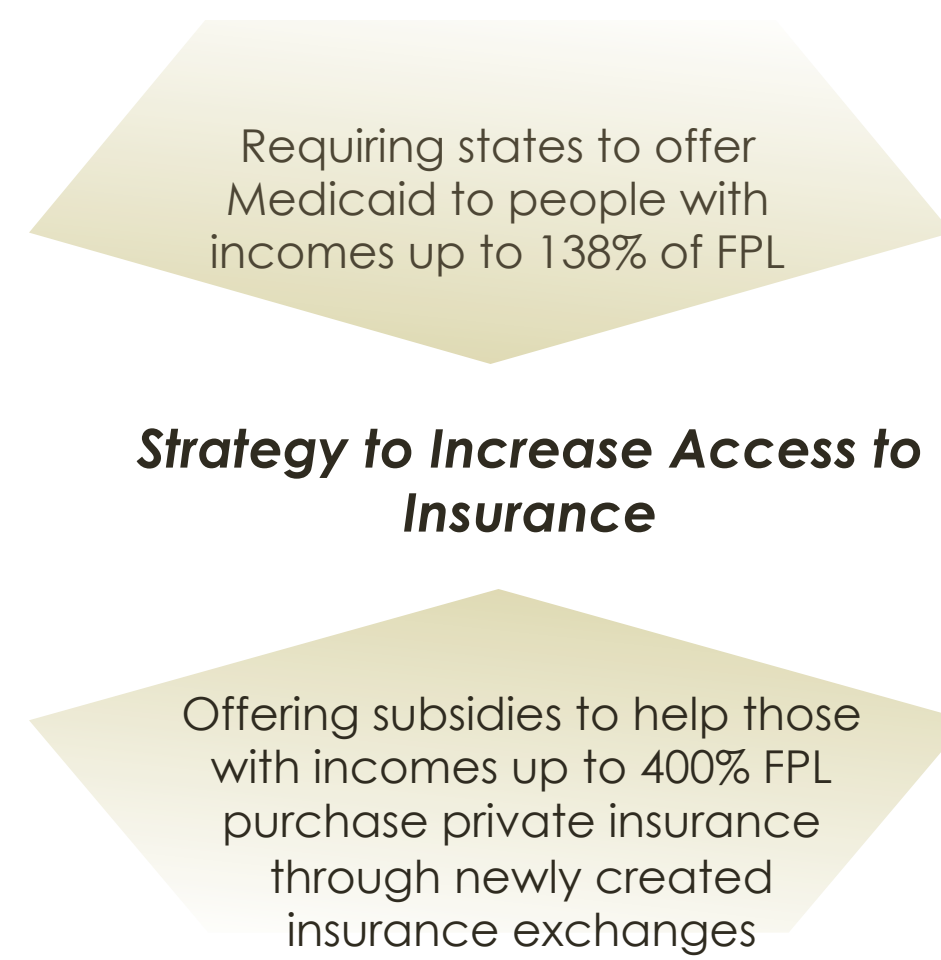 Requiring states to offer
Medicaid to people with
incomes up to 138% of FPL
Strategy to Increase Access to
Insurance
Offering subsidies to help those
with incomes up to 400% FPL
purchase private insurance
through newly created
insurance exchanges